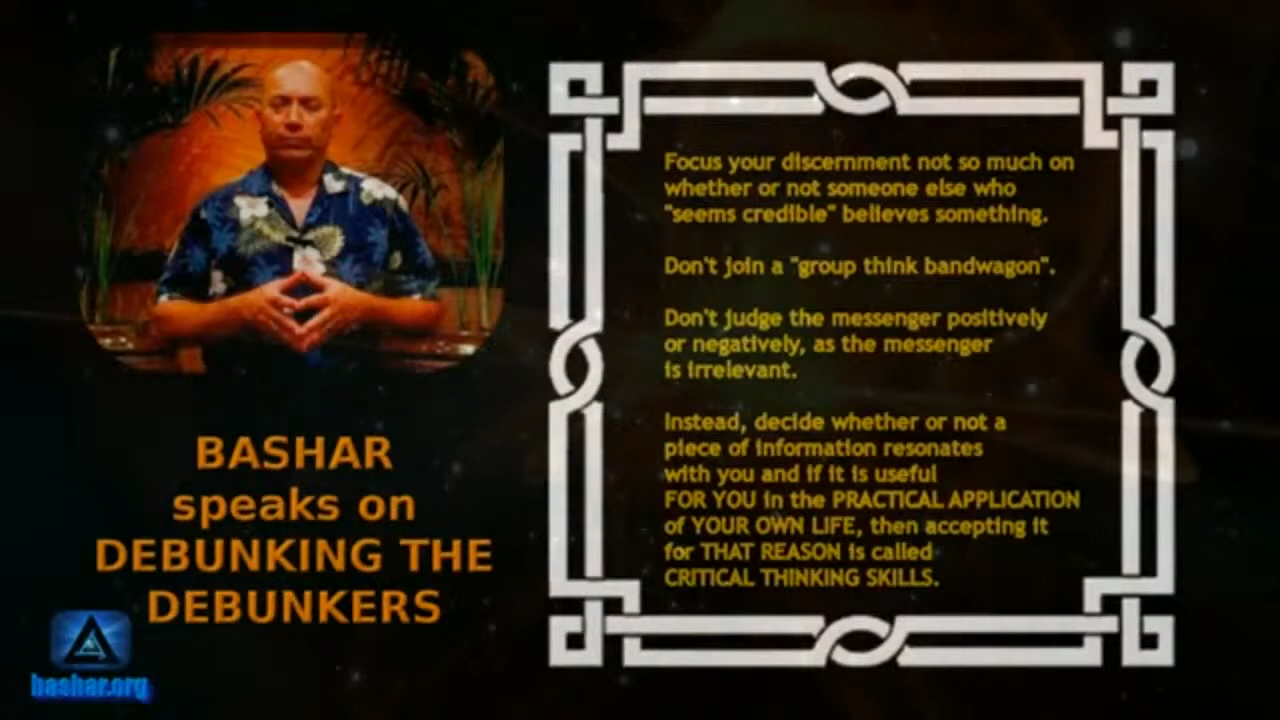 BASHAR
speaks on
DEBUNKING THE
DEBUNKERS
bashar.org
Focus your discernment not so much on
whether or not someone else who
"seems credible" believes something.
Don't join a "group think bandwagon".
Don't judge the messenger positively
or negatively, as the messenger
is irrelevant.
Instead, decide whether or not a
piece of information resonates
with you and if it is useful
FOR YOU in the PRACTICAL APPLICATION
of YOUR OWN LIFE, then accepting it
for THAT REASON is called
CRITICAL THINKING SKILLS.